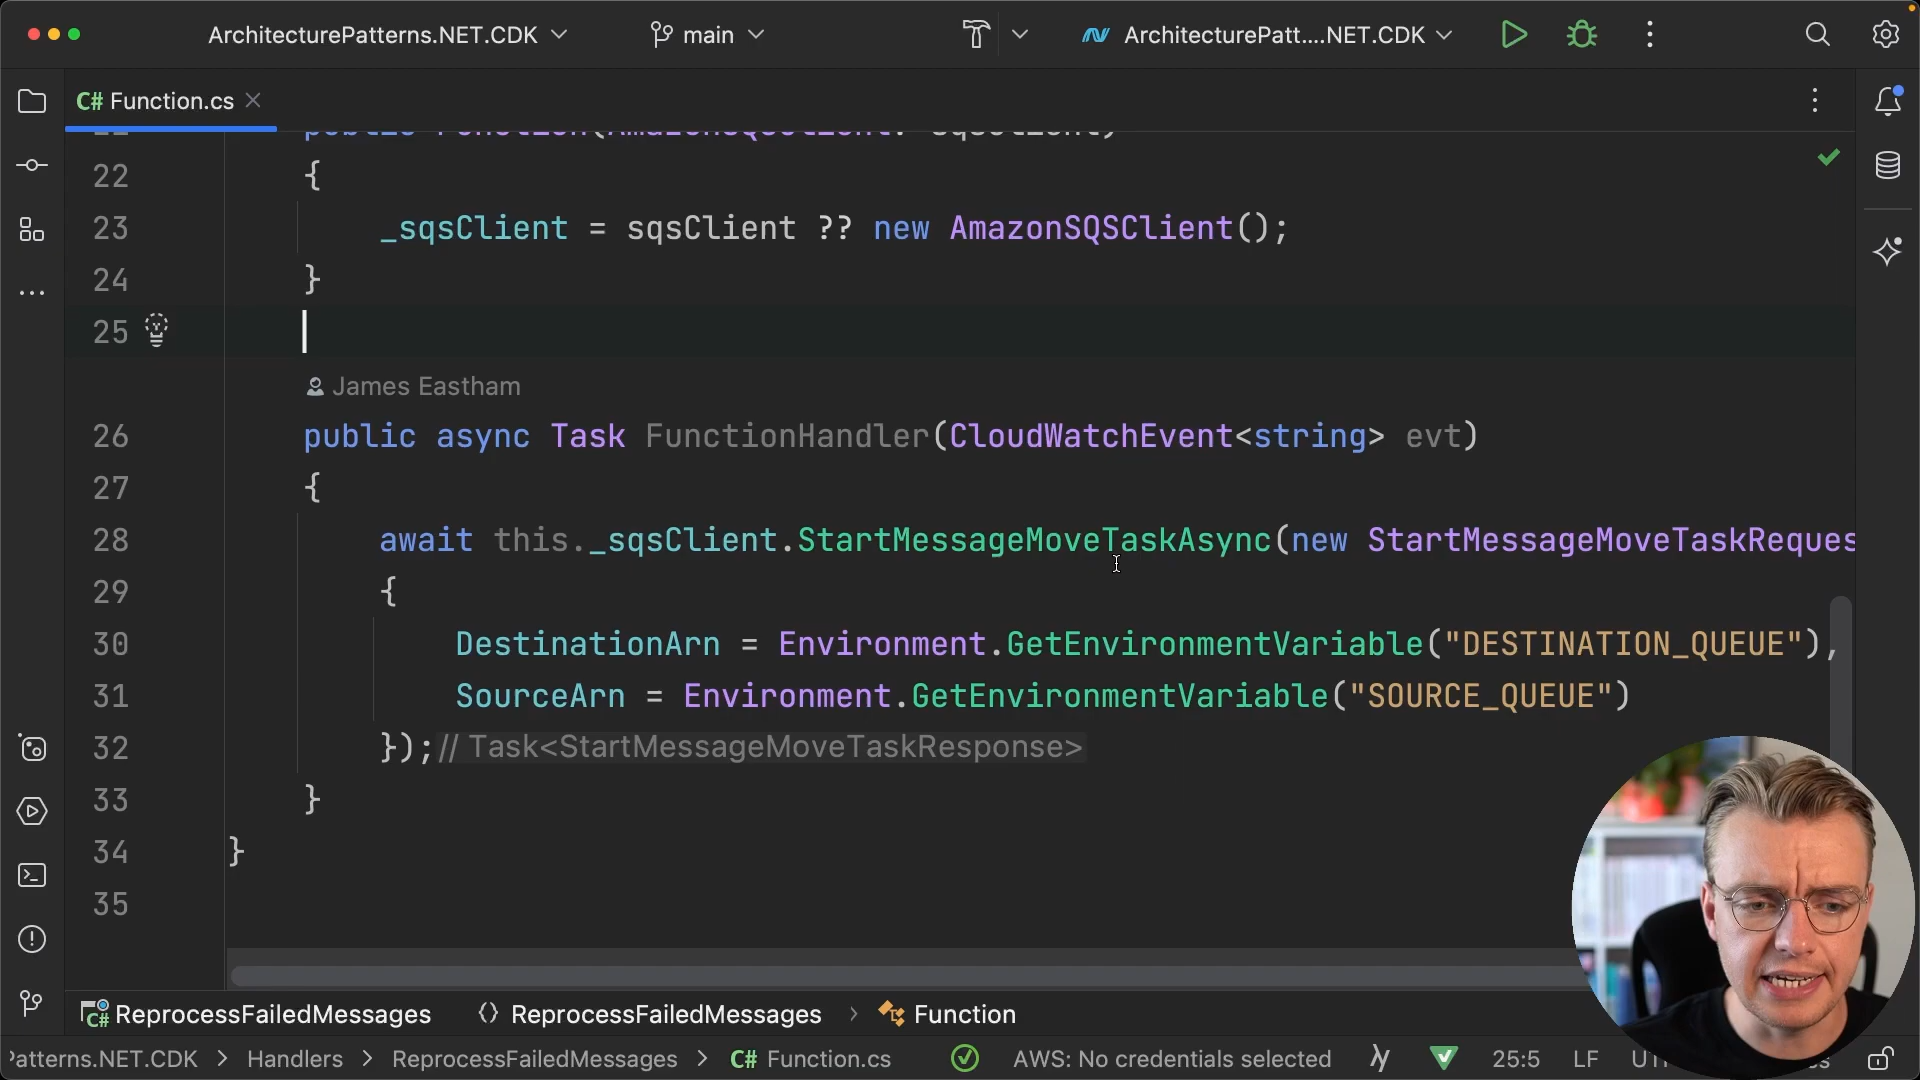 ArchitecturePatterns.NET.CDK
main
ArchitecturePatt....NET.CDK
C# Function.cs
22 {
23 _sqsClient = sqsClient ?? new AmazonSQSClient();
24 }
25
James Eastham
26 public async Task FunctionHandler(CloudWatchEvent<string> evt)
27 {
28 await this._sqsClient.StartMessageMoveTaskAsync(new StartMessageMoveTaskReques
29 {
30 DestinationArn = Environment.GetEnvironmentVariable("DESTINATION_QUEUE"),
31 SourceArn = Environment.GetEnvironmentVariable("SOURCE_QUEUE")
32 }); // Task<StartMessageMoveTaskResponse>
33 }
34 }
35
C# ReprocessFailedMessages ReprocessFailedMessages > Function
Patterns.NET.CDK > Handlers > ReprocessFailedMessages > C# Function.cs AWS: No credentials selected 25:5 LF